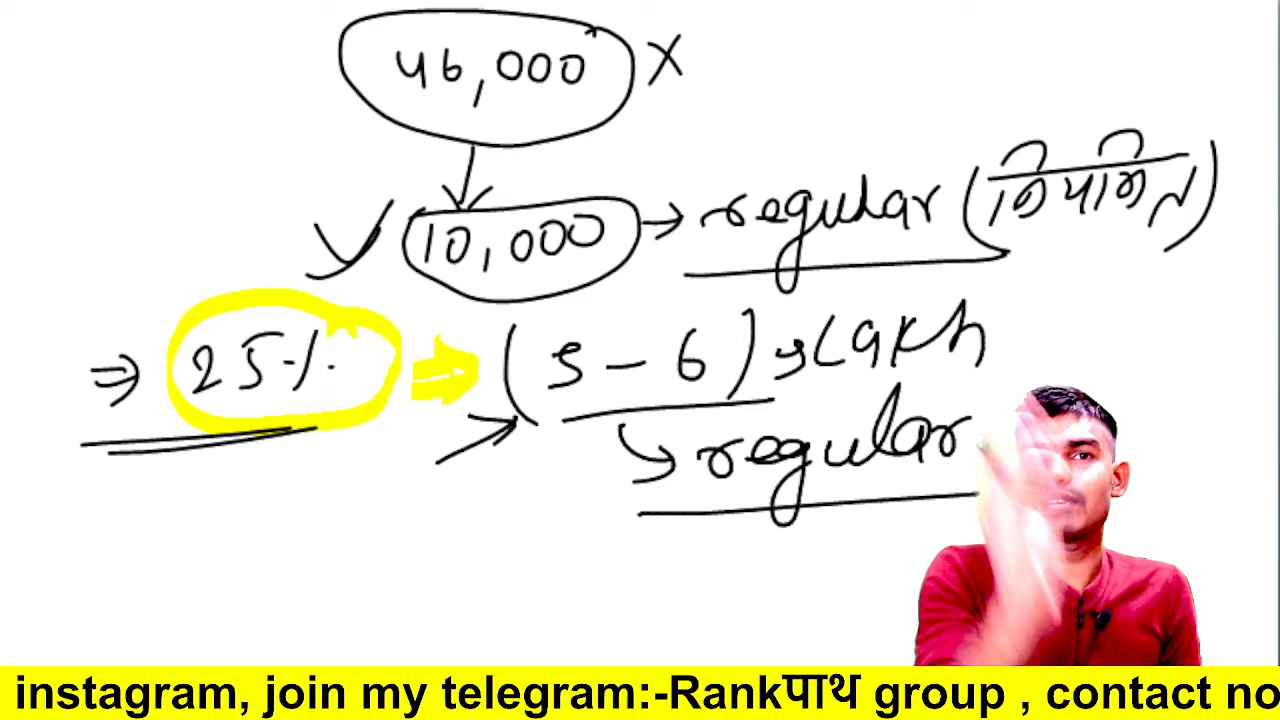 46,000 ×
✓ 10,000 → regular (नियमित)
⇒ 25% ⇒ (5 - 6) → Lakh
→ regular
instagram, join my telegram:-Rankपाथ group , contact no